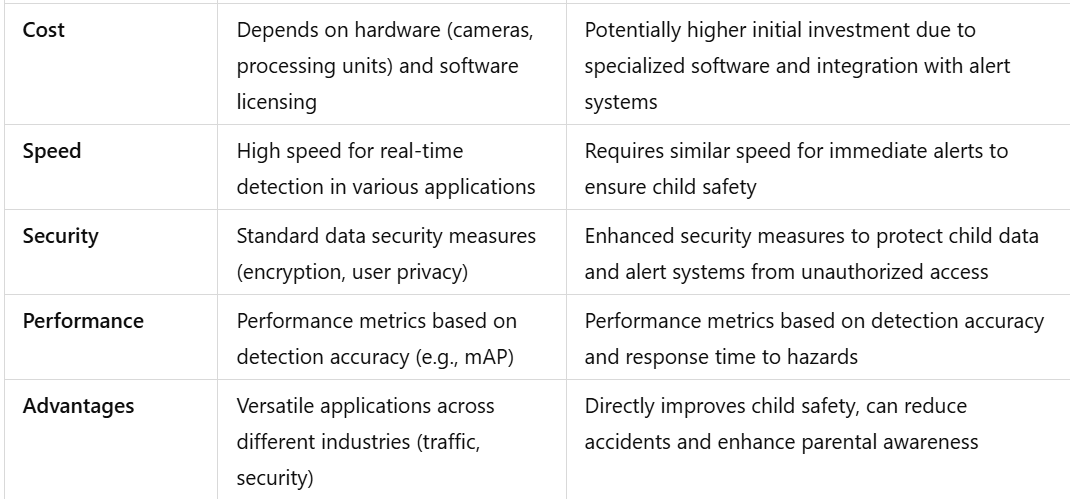 Cost
Depends on hardware (cameras,
processing units) and software
licensing
Potentially higher initial investment due to
specialized software and integration with alert
systems
Speed
High speed for real-time
detection in various applications
Requires similar speed for immediate alerts to
ensure child safety
Security
Standard data security measures
(encryption, user privacy)
Enhanced security measures to protect child data
and alert systems from unauthorized access
Performance
Performance metrics based on
detection accuracy (e.g., mAP)
Performance metrics based on detection accuracy
and response time to hazards
Advantages
Versatile applications across
different industries (traffic,
security)
Directly improves child safety, can reduce
accidents and enhance parental awareness